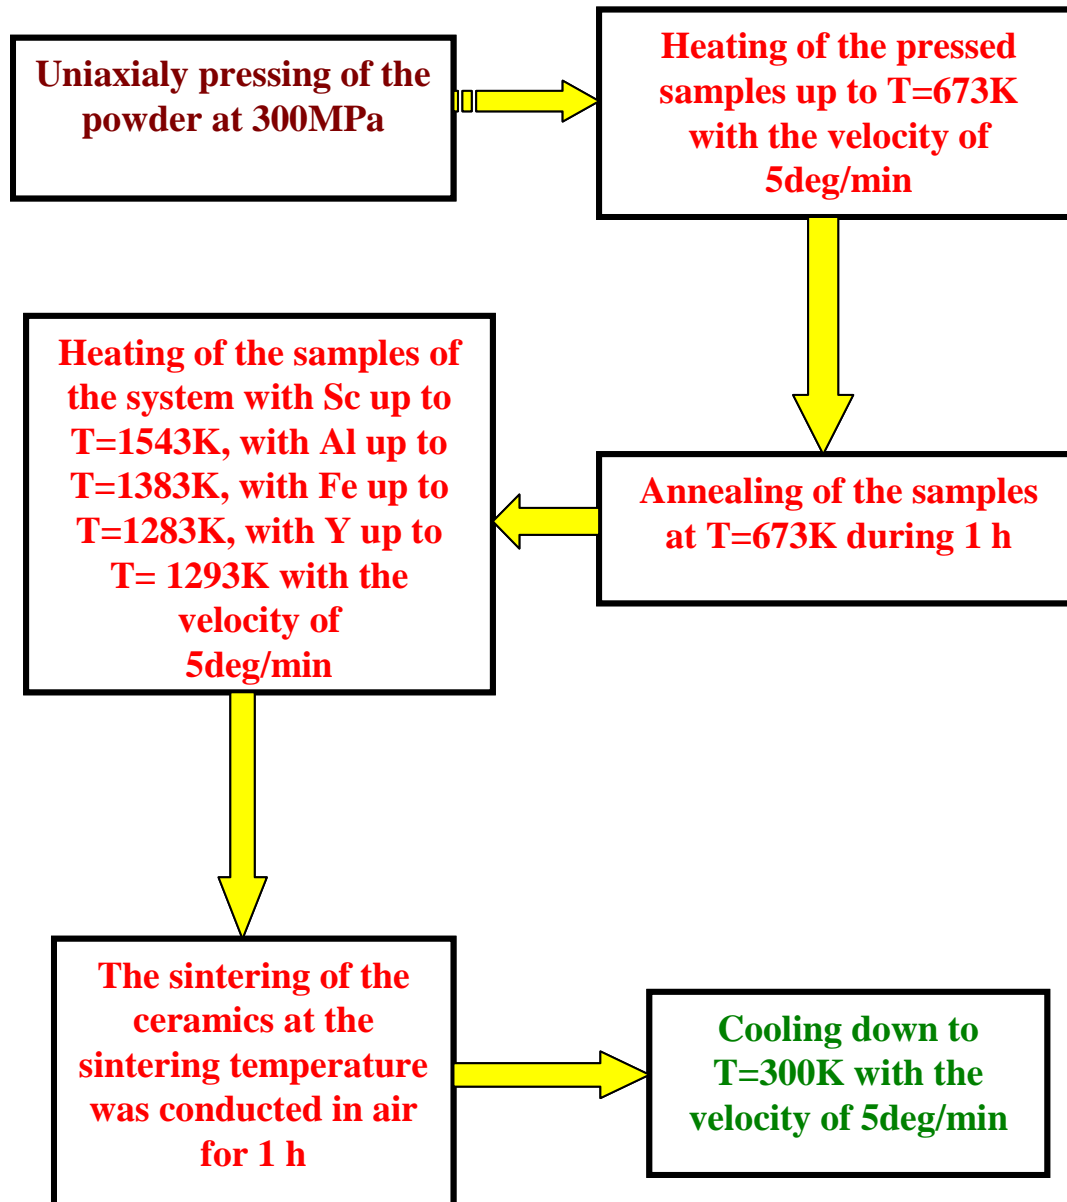 Uniaxialy pressing of the
powder at 300MPa
Heating of the pressed
samples up to T=673K
with the velocity of
5deg/min
Annealing of the samples
at T=673K during 1 h
Heating of the samples of
the system with Sc up to
T=1543K, with Al up to
T=1383K, with Fe up to
T=1283K, with Y up to
T= 1293K with the
velocity of
5deg/min
The sintering of the
ceramics at the
sintering temperature
was conducted in air
for 1 h
Cooling down to
T=300K with the
velocity of 5deg/min